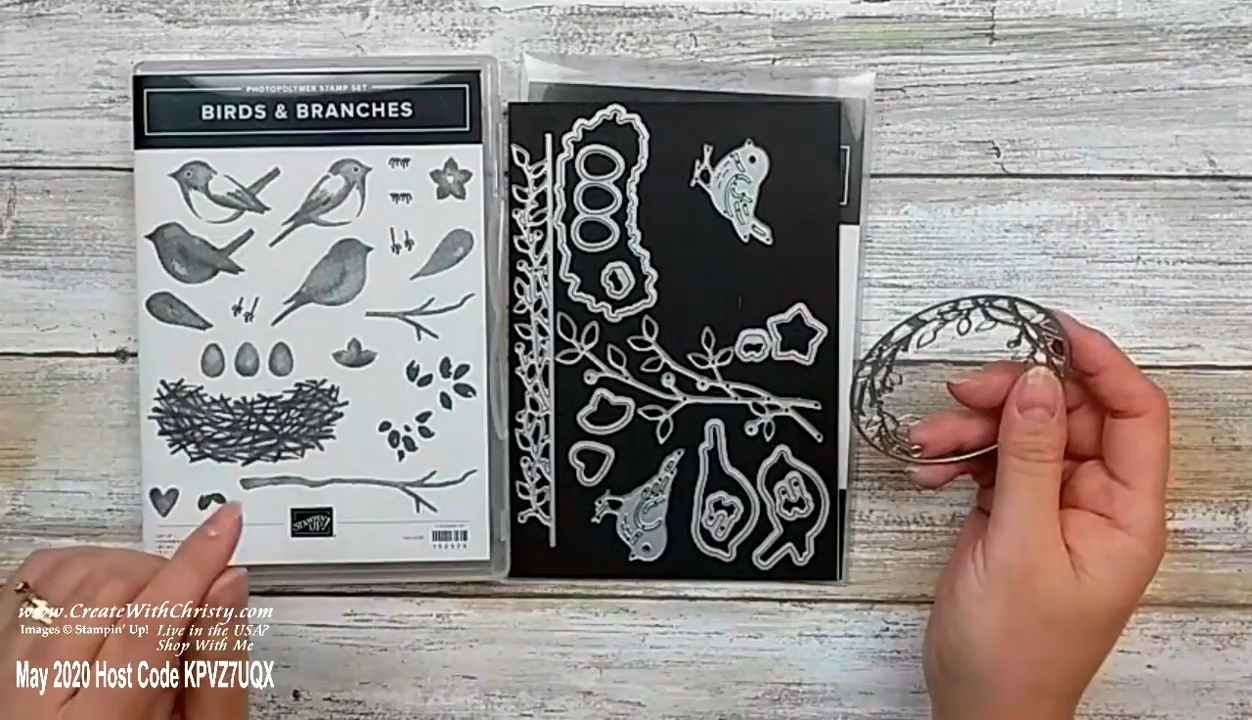 PHOTOPOLYMER STAMP SET
BIRDS & BRANCHES
STAMPIN' UP!
www.CreateWithChristy.com
Images © Stampin' Up!
Live in the USA?
Shop With Me
May 2020 Host Code KPVZ7UQX